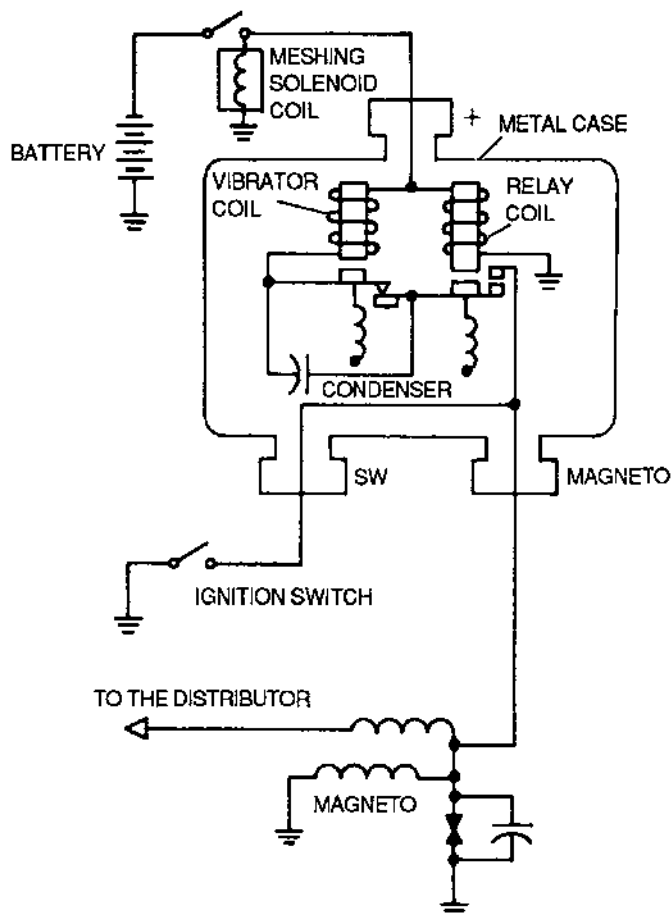 MESHING
SOLENOID
COIL
+
METAL CASE
BATTERY
VIBRATOR
COIL
RELAY
COIL
CONDENSER
SW
MAGNETO
IGNITION SWITCH
TO THE DISTRIBUTOR
MAGNETO